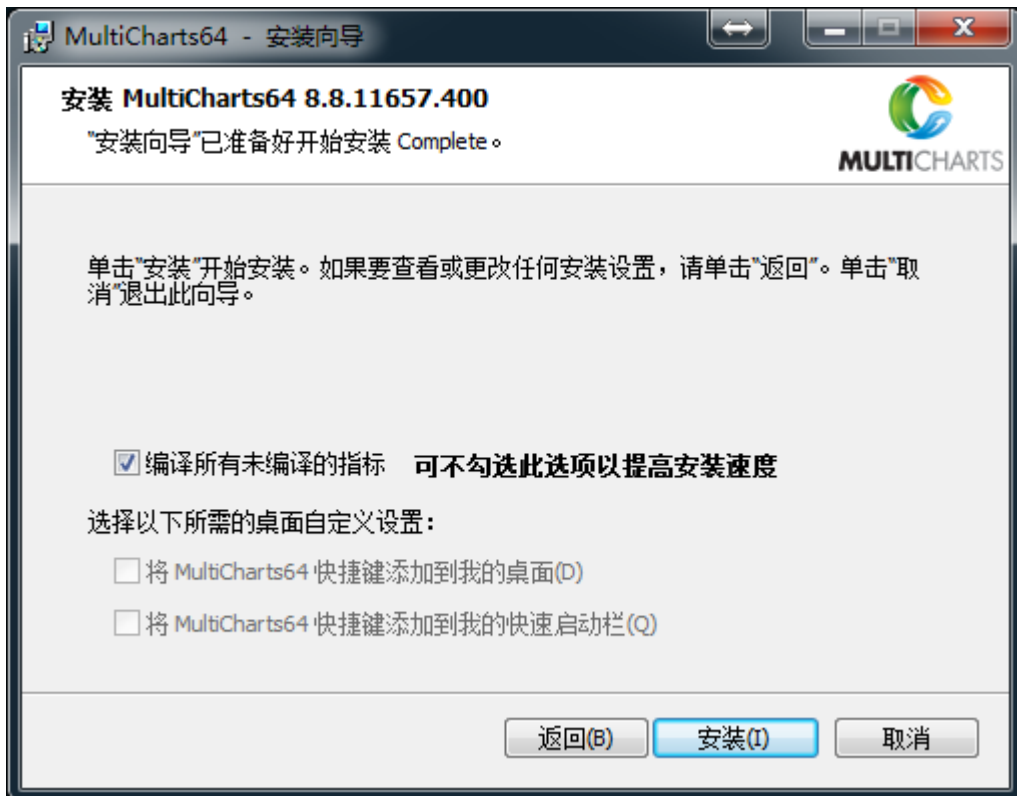 MultiCharts64 - 安装向导
安装 MultiCharts64 8.8.11657.400
"安装向导"已准备好开始安装 Complete。
MULTICHARTS
单击"安装"开始安装。如果要查看或更改任何安装设置，请单击"返回"。单击"取
消"退出此向导。
编译所有未编译的指标 可不勾选此选项以提高安装速度
选择以下所需的桌面自定义设置：
将 MultiCharts64 快捷键添加到我的桌面(D)
将 MultiCharts64 快捷键添加到我的快速启动栏(Q)
返回(B) 安装(I) 取消